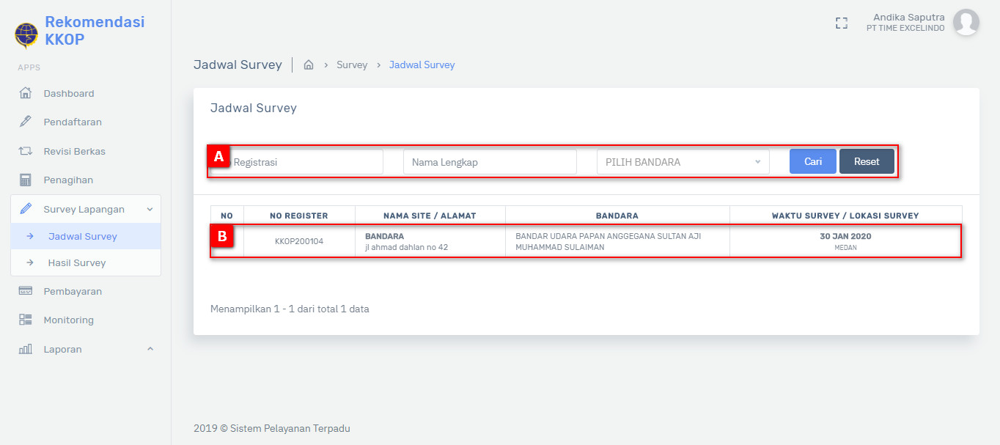 Rekomendasi
KKOP
Andika Saputra
PT TIME EXCELINDO
APPS
Dashboard
Pendaftaran
Revisi Berkas
Penagihan
Survey Lapangan
Jadwal Survey
Hasil Survey
Pembayaran
Monitoring
Laporan
Jadwal Survey
Survey
Jadwal Survey
Jadwal Survey
A
Registrasi
Nama Lengkap
PILIH BANDARA
Cari
Reset
NO
NO REGISTER
NAMA SITE / ALAMAT
BANDARA
WAKTU SURVEY / LOKASI SURVEY
B
KKOP200104
BANDARA
jl ahmad dahlan no 42
BANDAR UDARA PAPAN ANGGEGANA SULTAN AJI
MUHAMMAD SULAIMAN
30 JAN 2020
MEDAN
Menampilkan 1 - 1 dari total 1 data
2019 © Sistem Pelayanan Terpadu